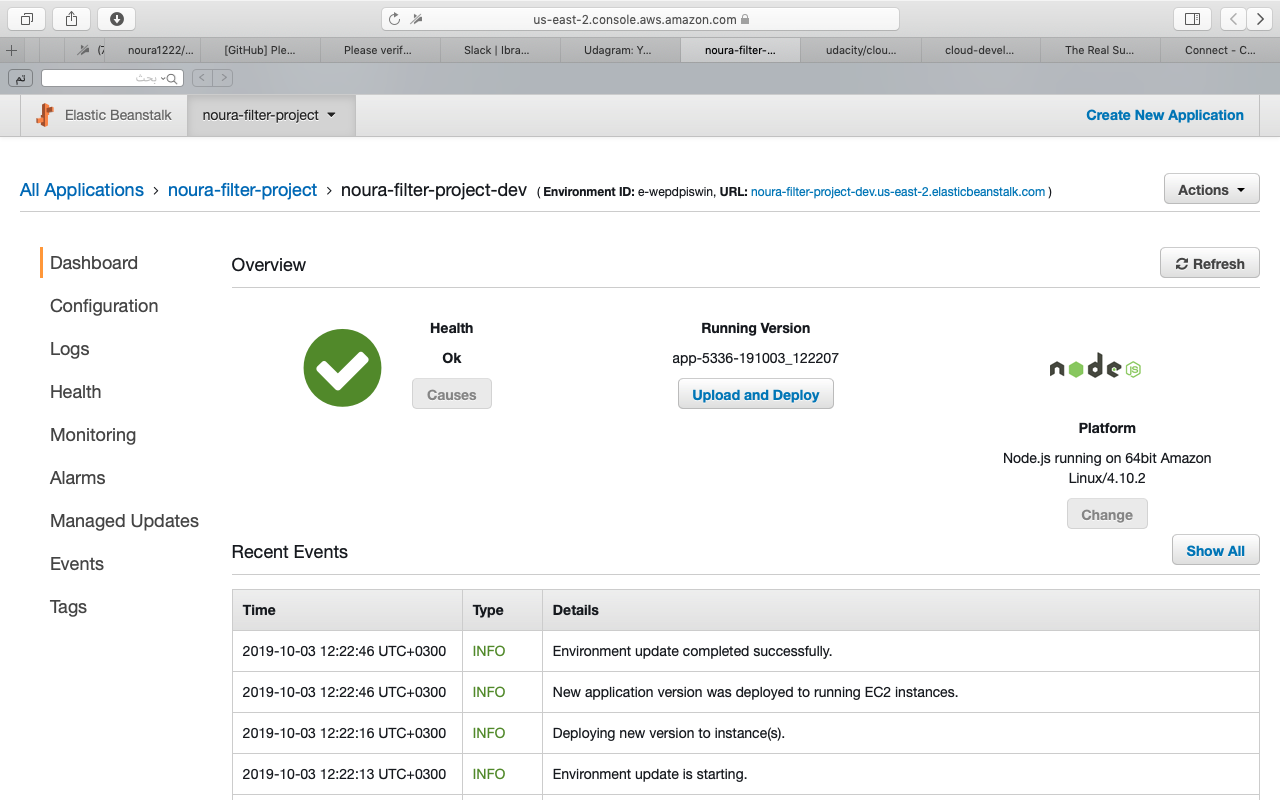 us-east-2.console.aws.amazon.com
noura1222/...
[GitHub] Ple...
Please verif...
Slack | Ibra...
Udagram: Y...
noura-filter-...
udacity/clou...
cloud-devel...
The Real Su...
Connect - C...
تم
بحث
Elastic Beanstalk
noura-filter-project
Create New Application
All Applications › noura-filter-project › noura-filter-project-dev ( Environment ID: e-wepdpiswin, URL: noura-filter-project-dev.us-east-2.elasticbeanstalk.com )
Actions
Dashboard
Configuration
Logs
Health
Monitoring
Alarms
Managed Updates
Events
Tags
Overview
Refresh
Health
Ok
Causes
Running Version
app-5336-191003_122207
Upload and Deploy
node JS
Platform
Node.js running on 64bit Amazon
Linux/4.10.2
Change
Recent Events
Show All
Time Type Details
2019-10-03 12:22:46 UTC+0300 INFO Environment update completed successfully.
2019-10-03 12:22:46 UTC+0300 INFO New application version was deployed to running EC2 instances.
2019-10-03 12:22:16 UTC+0300 INFO Deploying new version to instance(s).
2019-10-03 12:22:13 UTC+0300 INFO Environment update is starting.